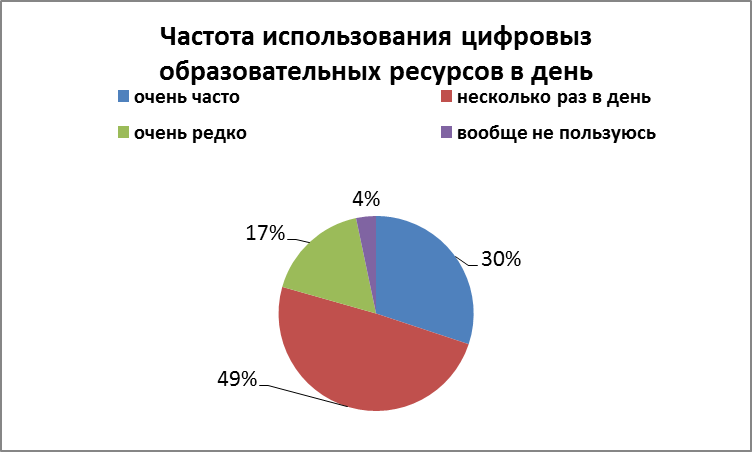 Частота использования цифровыз
образовательных ресурсов в день
очень часто
несколько раз в день
очень редко
вообще не пользуюсь
4%
17%
30%
49%